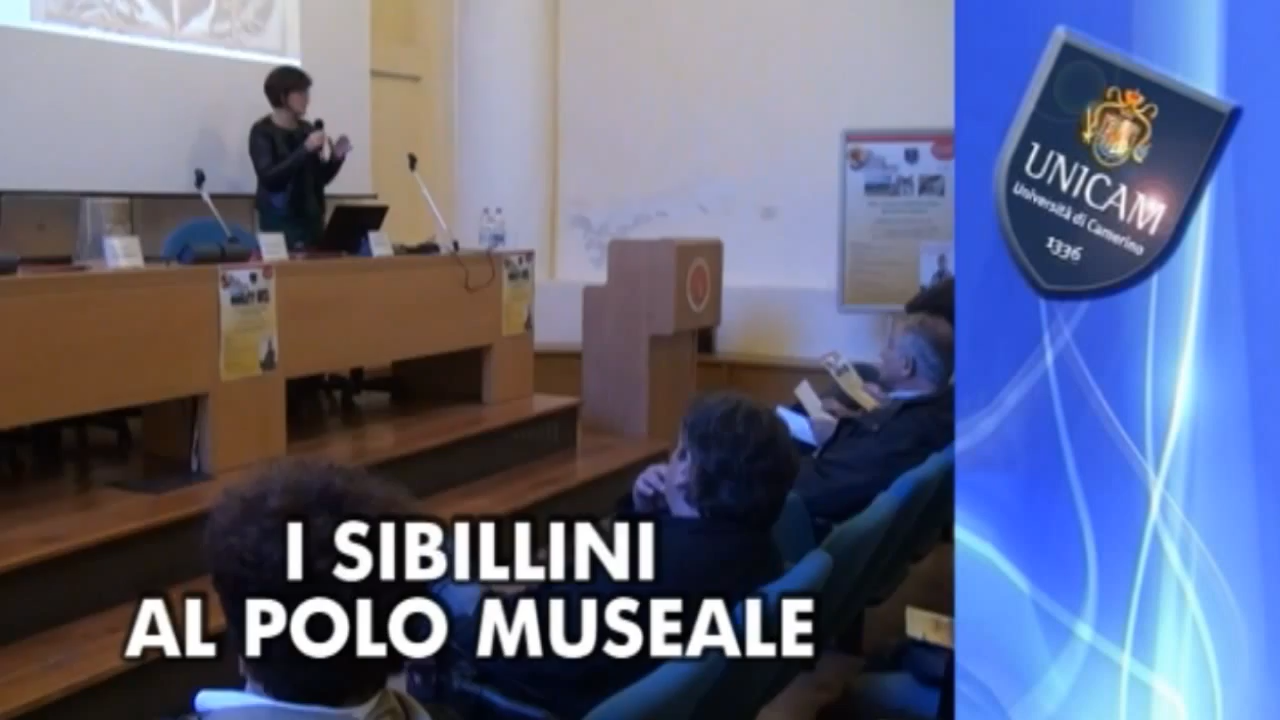 UNICAM
Università di Camerino
1336
I SIBILLINI
AL POLO MUSEALE